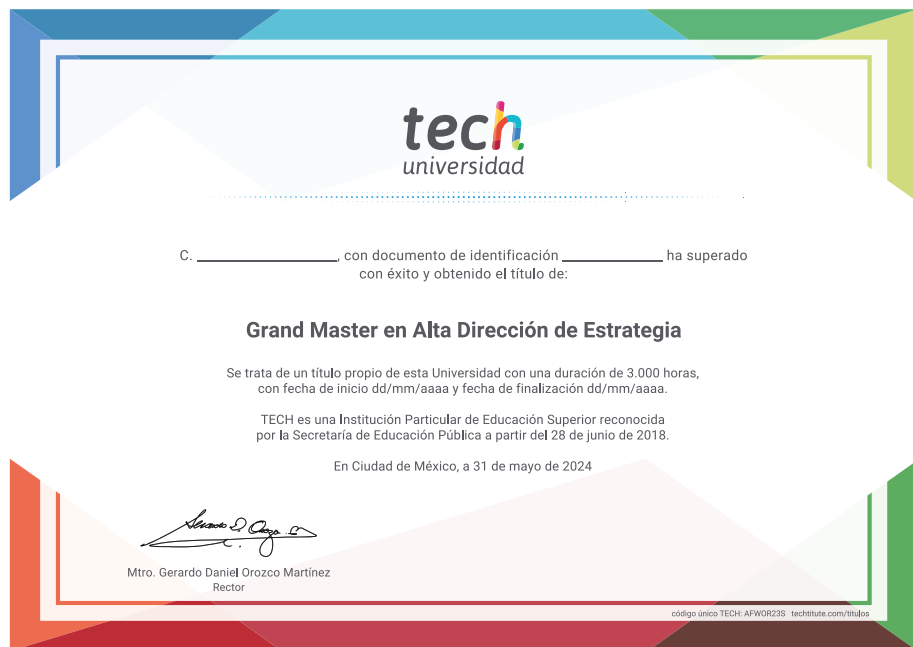 tech
universidad
C. __________________, con documento de identificación _____________ ha superado
con éxito y obtenido el título de:
Grand Master en Alta Dirección de Estrategia
Se trata de un título propio de esta Universidad con una duración de 3.000 horas,
con fecha de inicio dd/mm/aaaa y fecha de finalización dd/mm/aaaa.
TECH es una Institución Particular de Educación Superior reconocida
por la Secretaría de Educación Pública a partir del 28 de junio de 2018.
En Ciudad de México, a 31 de mayo de 2024
Mtro. Gerardo Daniel Orozco Martínez
Rector
código único TECH: AFWOR23S techtitute.com/titulos